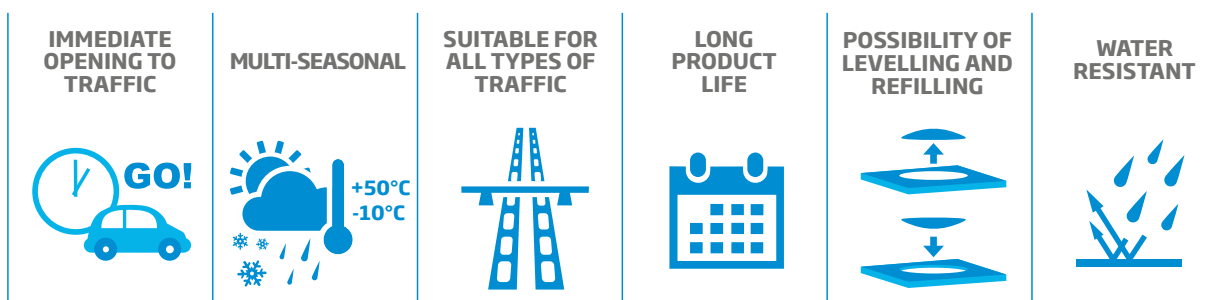 IMMEDIATE
OPENING TO
TRAFFIC
GO!
MULTI-SEASONAL
+50°C
-10°C
SUITABLE FOR
ALL TYPES OF
TRAFFIC
LONG
PRODUCT
LIFE
POSSIBILITY OF
LEVELLING AND
REFILLING
WATER
RESISTANT